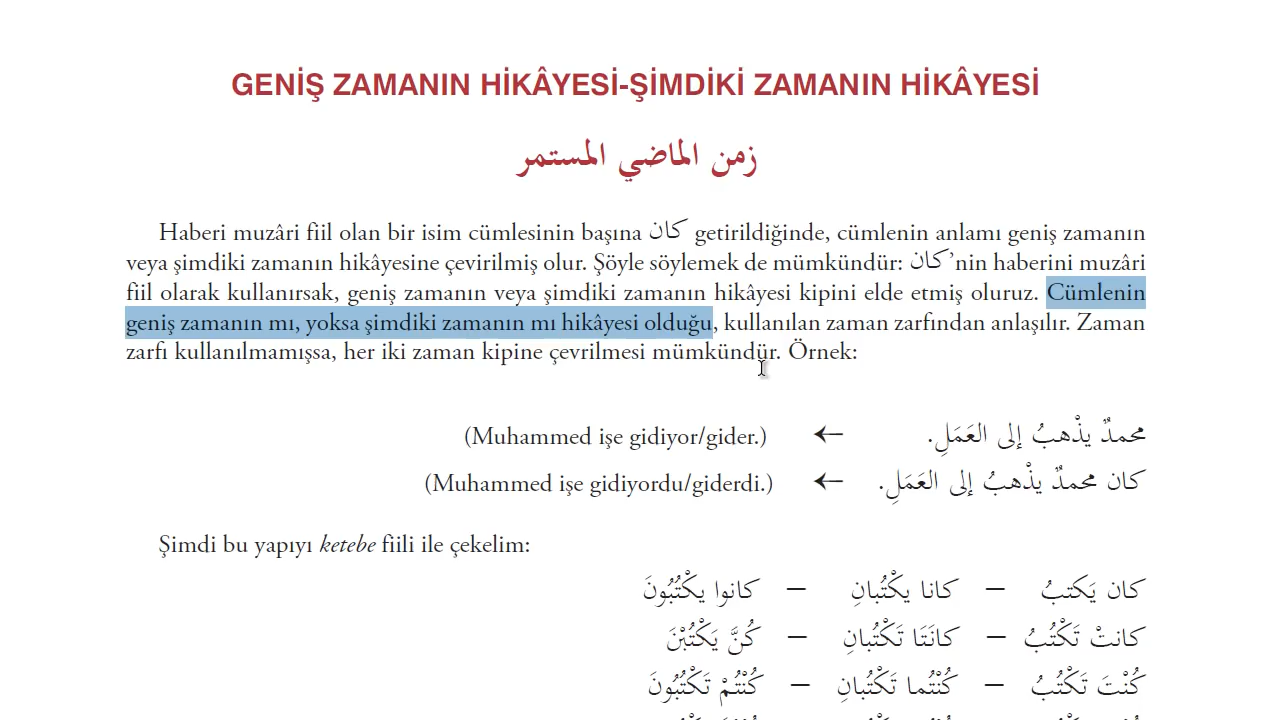 GENİŞ ZAMANIN HİKÂYESİ-ŞİMDİKİ ZAMANIN HİKÂYESİ
زمن الماضي المستمر
Haberi muzâri fiil olan bir isim cümlesinin başına كان getirildiğinde, cümlenin anlamı geniş zamanın
veya şimdiki zamanın hikâyesine çevirilmiş olur. Şöyle söylemek de mümkündür: كان’nin haberini muzâri
fiil olarak kullanırsak, geniş zamanın veya şimdiki zamanın hikâyesi kipini elde etmiş oluruz. Cümlenin
geniş zamanın mı, yoksa şimdiki zamanın mı hikâyesi olduğu, kullanılan zaman zarfından anlaşılır. Zaman
zarfı kullanılmamışsa, her iki zaman kipine çevrilmesi mümkündür. Örnek:
محمدٌ يذْهبُ إلى العَمَلِ. ← (Muhammed işe gidiyor/gider.)
كان محمدٌ يذْهبُ إلى العَمَلِ. ← (Muhammed işe gidiyordu/giderdi.)
Şimdi bu yapıyı ketebe fiili ile çekelim:
كان يَكتبُ – كانا يكْتُبانِ – كانوا يكْتُبُونَ
كانتْ تَكْتُبُ – كانَتَا تَكْتُبانِ – كُنَّ يَكْتُبْنَ
كُنْتَ تَكْتُبُ – كُنْتُما تَكْتُبانِ – كُنْتُمْ تَكْتُبُونَ